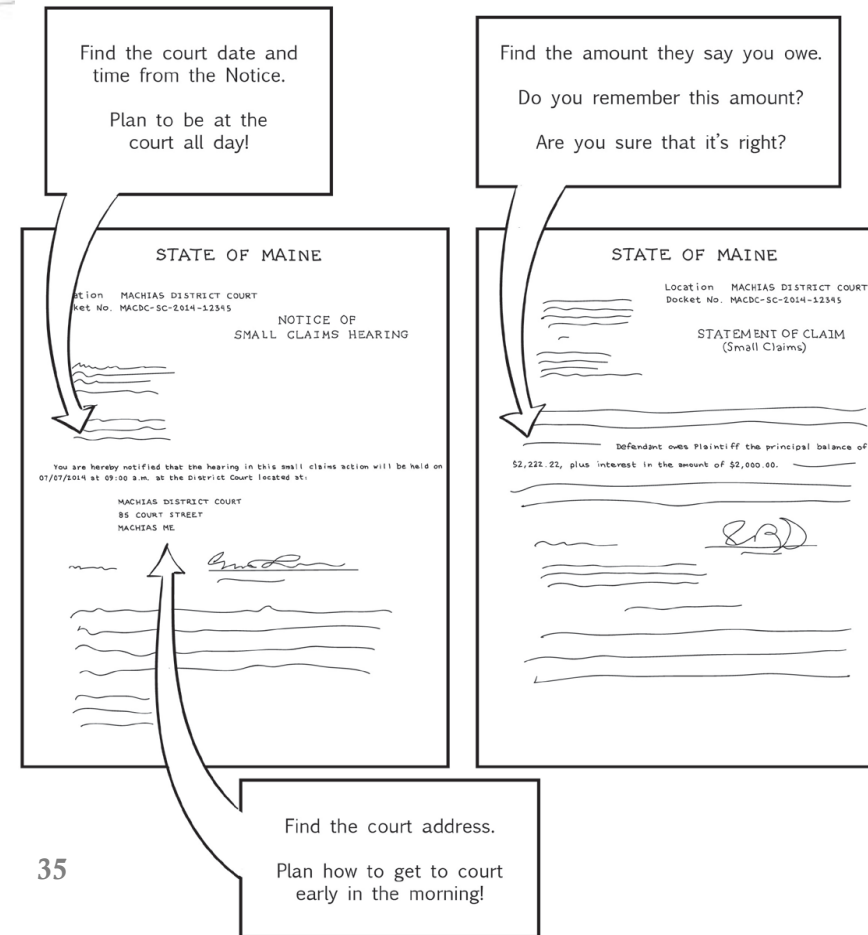 Find the court date and
time from the Notice.
Plan to be at the
court all day!
Find the amount they say you owe.
Do you remember this amount?
Are you sure that it's right?
STATE OF MAINE
ation MACHIAS DISTRICT COURT
ket No. MACDC-SC-2014-12345
NOTICE OF
SMALL CLAIMS HEARING
You are hereby notified that the hearing in this small claims action will be held on
07/07/2014 at 09:00 a.m. at the District Court located at:
MACHIAS DISTRICT COURT
85 COURT STREET
MACHIAS ME
STATE OF MAINE
Location MACHIAS DISTRICT COURT
Docket No. MACDC-SC-2014-12345
STATEMENT OF CLAIM
(Small Claims)
Defendant owes Plaintiff the principal balance of
$2,222.22, plus interest in the amount of $2,000.00.
Find the court address.
Plan how to get to court
early in the morning!
35